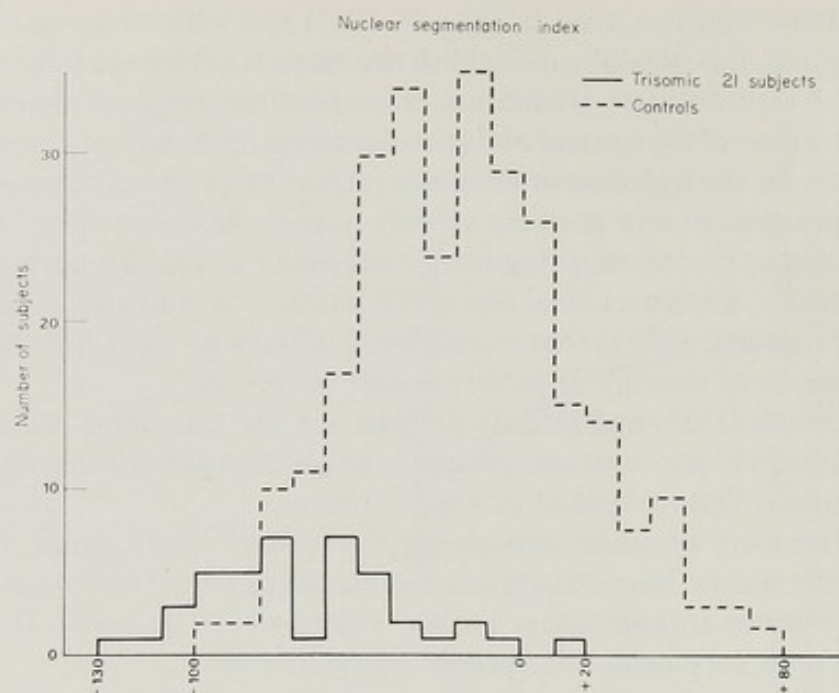 Nuclear segmentation index
Trisomic 21 subjects
Controls
Number of subjects
30
20
10
0
- 130
- 100
0
+ 20
+ 80